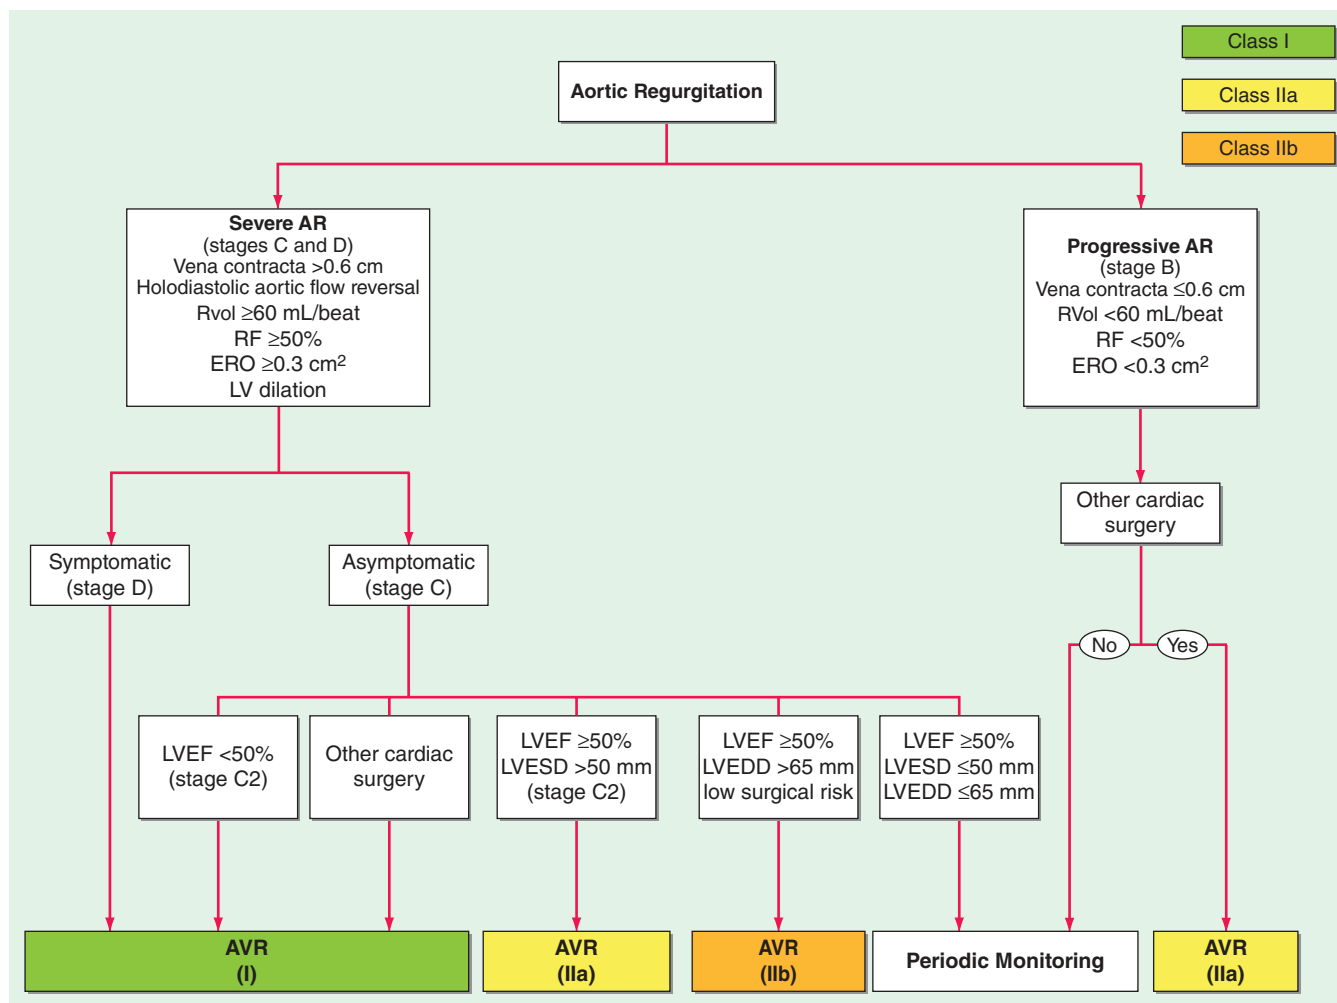 Class I
Class IIa
Class IIb
Aortic Regurgitation
Severe AR
(stages C and D)
Vena contracta >0.6 cm
Holodiastolic aortic flow reversal
Rvol ≥60 mL/beat
RF ≥50%
ERO ≥0.3 cm²
LV dilation
Progressive AR
(stage B)
Vena contracta ≤0.6 cm
RVol <60 mL/beat
RF <50%
ERO <0.3 cm²
Other cardiac
surgery
Symptomatic
(stage D)
Asymptomatic
(stage C)
No
Yes
LVEF <50%
(stage C2)
Other cardiac
surgery
LVEF ≥50%
LVESD >50 mm
(stage C2)
LVEF ≥50%
LVEDD >65 mm
low surgical risk
LVEF ≥50%
LVESD ≤50 mm
LVEDD ≤65 mm
AVR
(I)
AVR
(IIa)
AVR
(IIb)
Periodic Monitoring
AVR
(IIa)